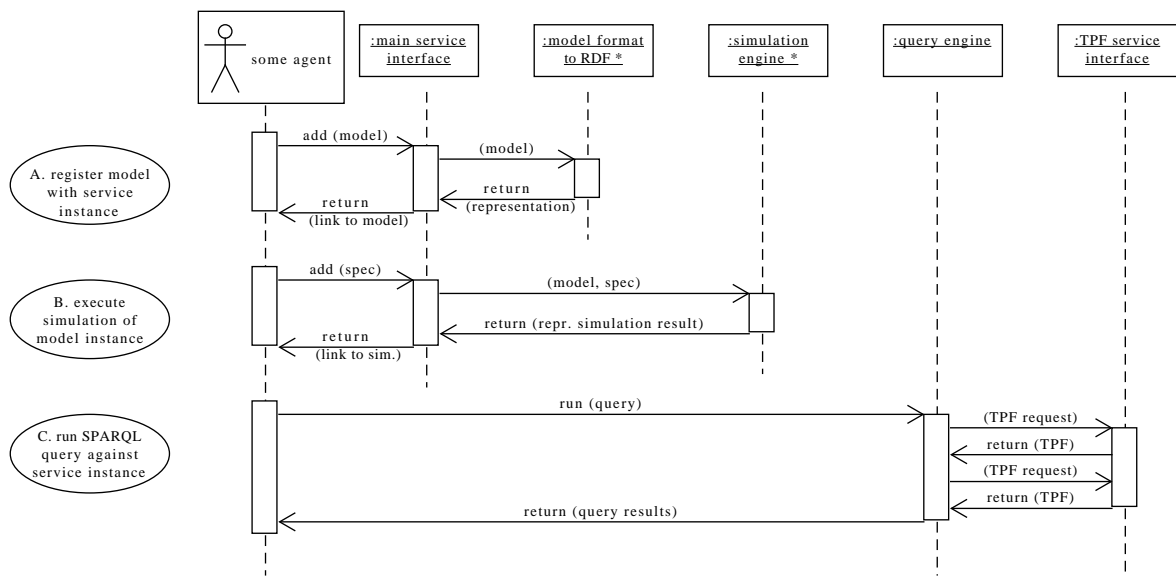 some agent
:main service
interface
:model format
to RDF *
:simulation
engine *
:query engine
:TPF service
interface
A. register model
with service
instance
add (model)
(model)
return
(representation)
return
(link to model)
B. execute
simulation of
model instance
add (spec)
(model, spec)
return (repr. simulation result)
return
(link to sim.)
C. run SPARQL
query against
service instance
run (query)
(TPF request)
return (TPF)
(TPF request)
return (TPF)
return (query results)